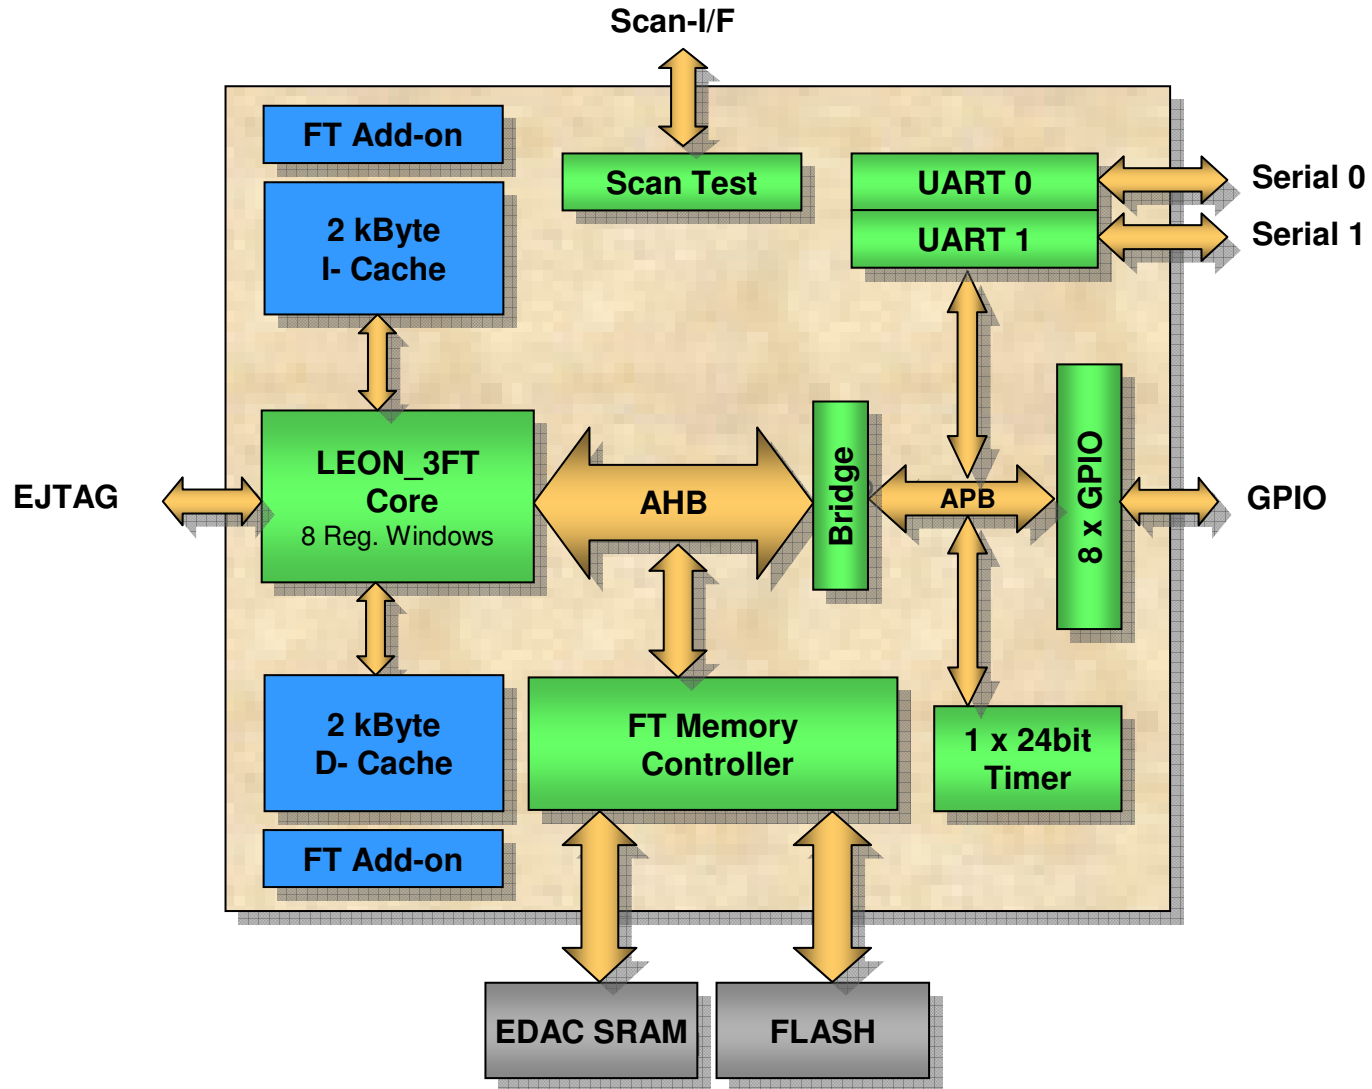 Scan-I/F
FT Add-on
Scan Test
UART 0
Serial 0
2 kByte
I- Cache
UART 1
Serial 1
LEON_3FT
Core
8 Reg. Windows
EJTAG
AHB
Bridge
APB
8 x GPIO
GPIO
2 kByte
D- Cache
FT Memory
Controller
1 x 24bit
Timer
FT Add-on
EDAC SRAM
FLASH